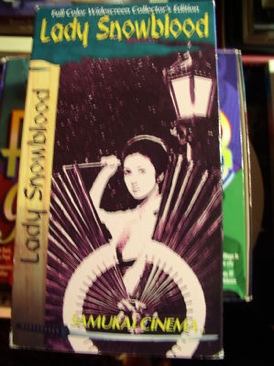 Full Color Widescreen Collector's Edition
Lady Snowblood
Lady Snowblood
SAMURAI CINEMA